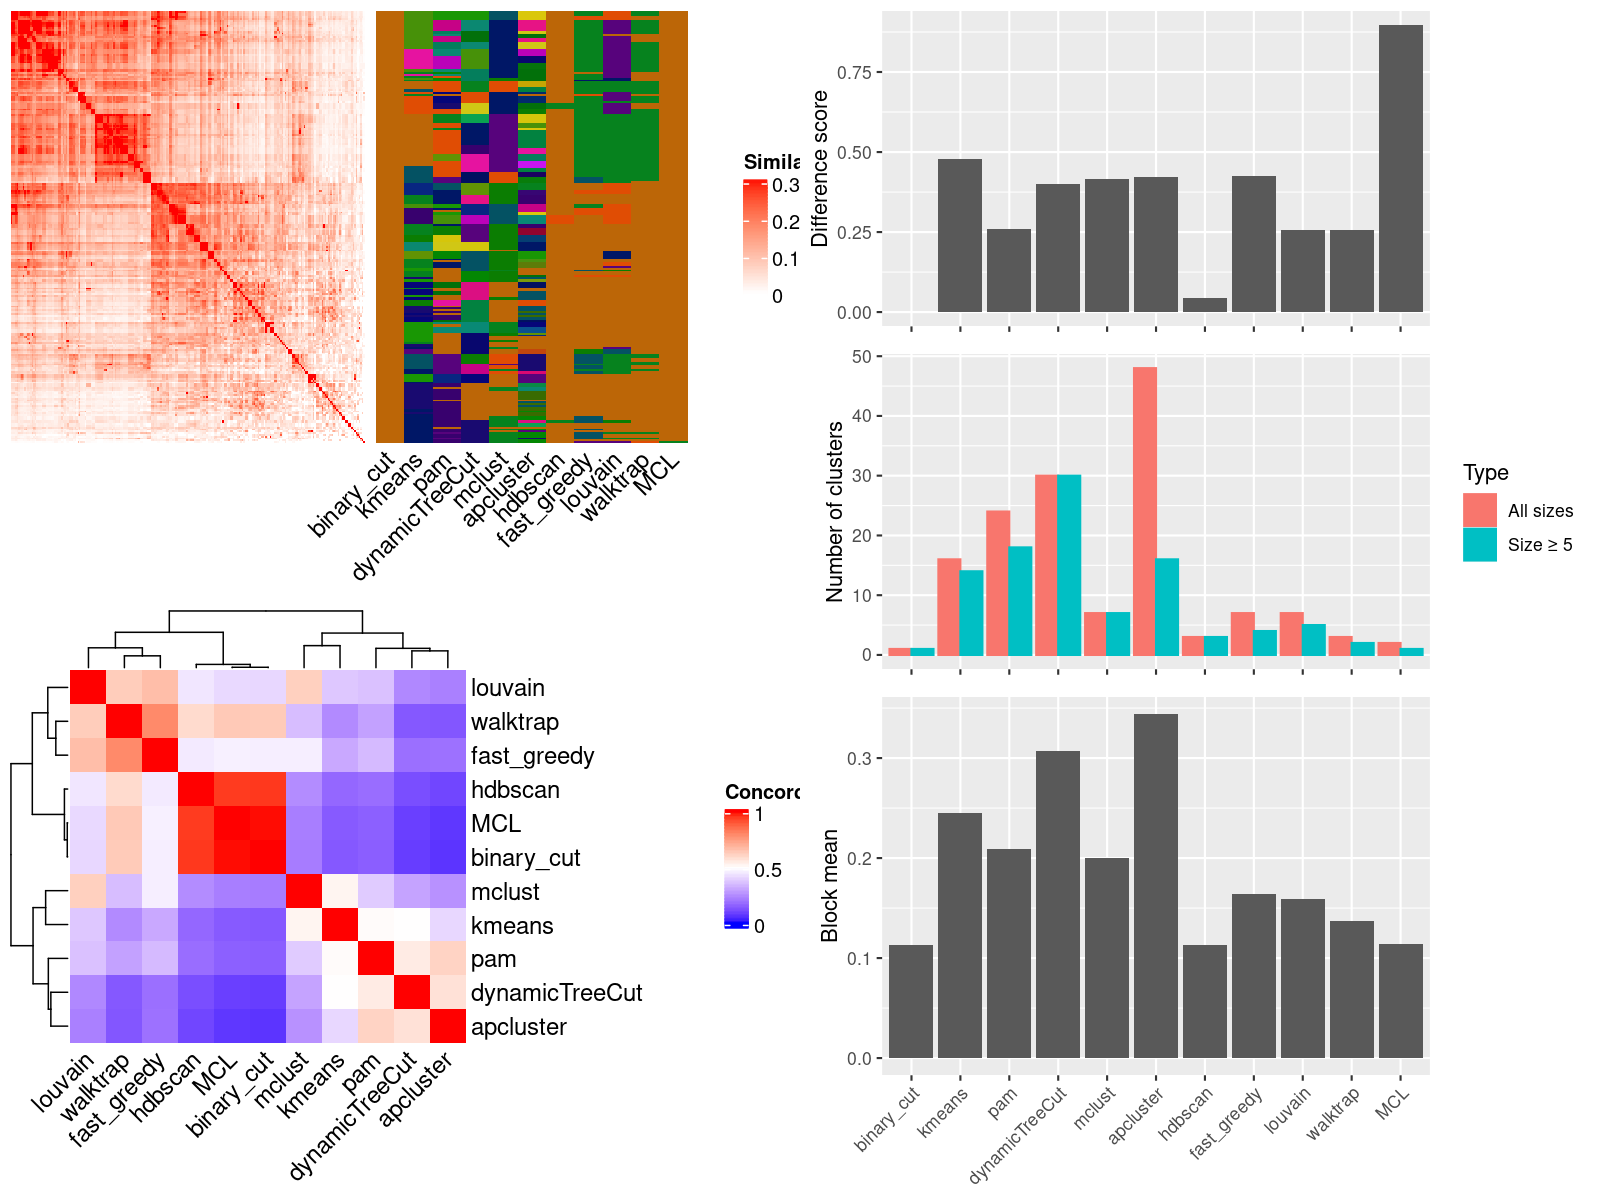 Simila
0.3
0.2
0.1
0
binary_cut
kmeans
pam
dynamicTreeCut
mclust
apcluster
hdbscan
fast_greedy
louvain
walktrap
MCL
Difference score
0.75
0.50
0.25
0.00
Number of clusters
50
40
30
20
10
0
Type
All sizes
Size ≥ 5
louvain
walktrap
fast_greedy
hdbscan
MCL
binary_cut
mclust
kmeans
pam
dynamicTreeCut
apcluster
louvain
walktrap
fast_greedy
hdbscan
MCL
binary_cut
mclust
kmeans
pam
dynamicTreeCut
apcluster
Concord
1
0.5
0
Block mean
0.3
0.2
0.1
0.0
binary_cut
kmeans
pam
dynamicTreeCut
mclust
apcluster
hdbscan
fast_greedy
louvain
walktrap
MCL